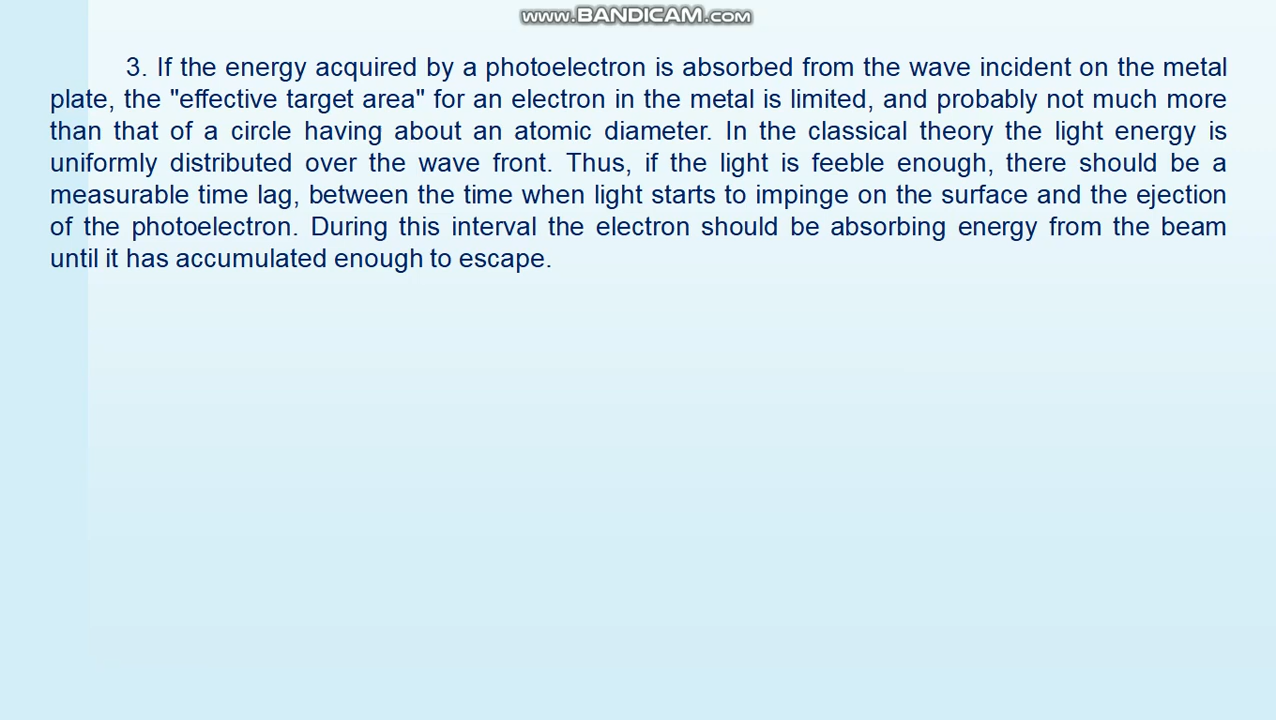 www.BANDICAM.com
3. If the energy acquired by a photoelectron is absorbed from the wave incident on the metal
plate, the "effective target area" for an electron in the metal is limited, and probably not much more
than that of a circle having about an atomic diameter. In the classical theory the light energy is
uniformly distributed over the wave front. Thus, if the light is feeble enough, there should be a
measurable time lag, between the time when light starts to impinge on the surface and the ejection
of the photoelectron. During this interval the electron should be absorbing energy from the beam
until it has accumulated enough to escape.